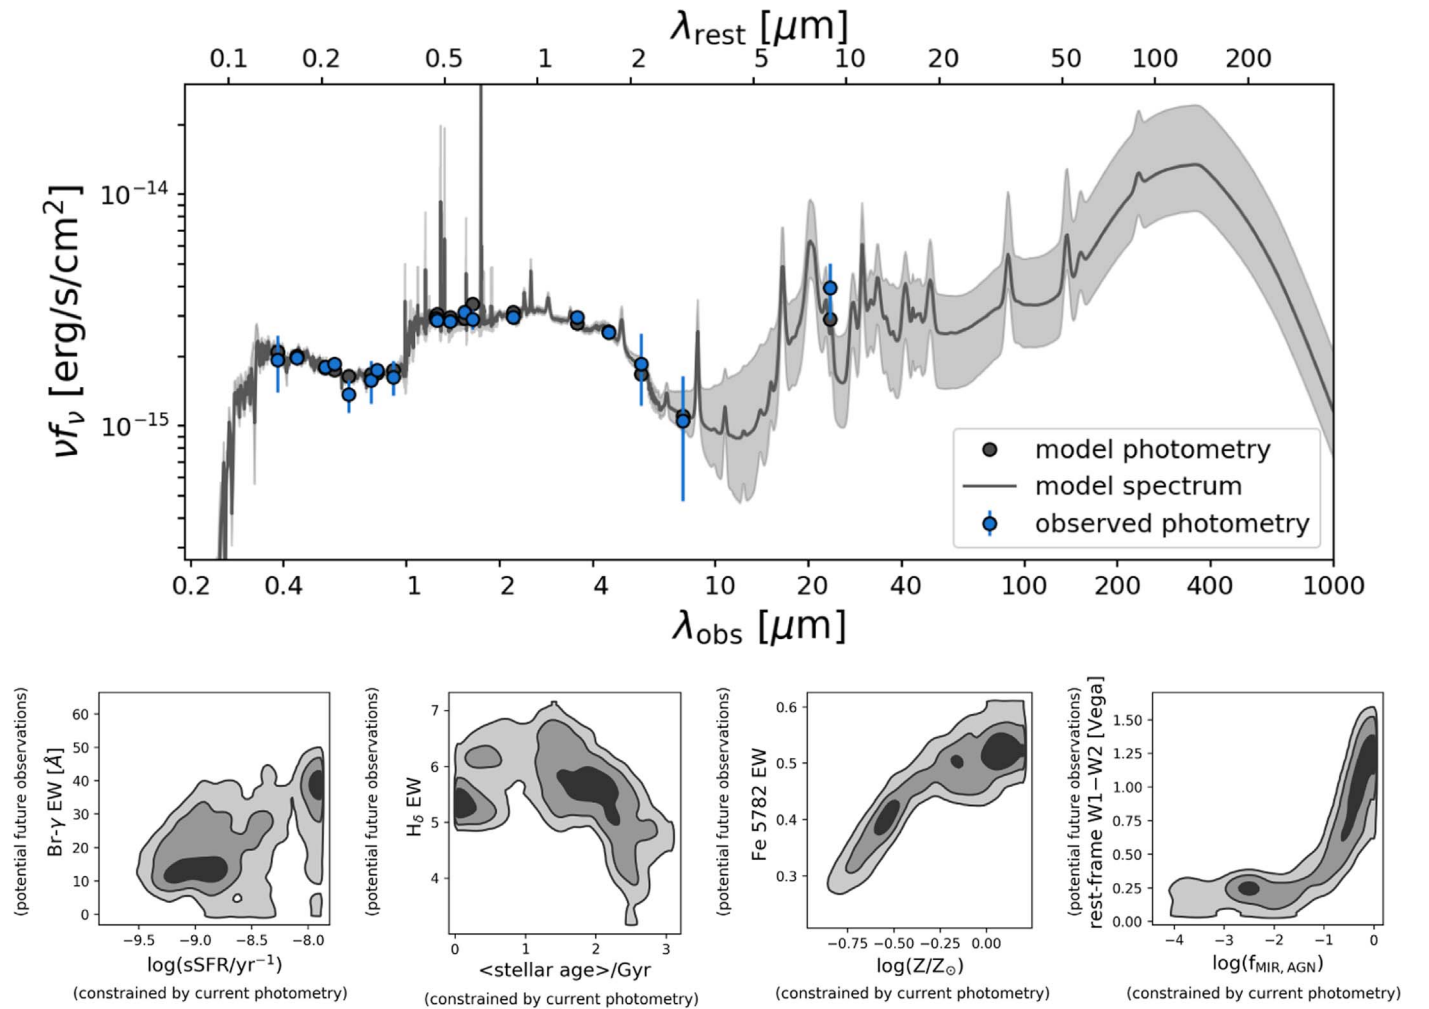 λrest [μm]
0.1 0.2 0.5 1 2 5 10 20 50 100 200
νfν [erg/s/cm²]
10⁻¹⁴
10⁻¹⁵
model photometry
model spectrum
observed photometry
0.2 0.4 1 2 4 10 20 40 100 200 400 1000
λobs [μm]
(potential future observations)
Br-γ EW [Å]
60
50
40
30
20
10
0
−9.5 −9.0 −8.5 −8.0
log(sSFR/yr⁻¹)
(constrained by current photometry)
(potential future observations)
Hδ EW
7
6
5
4
0 1 2 3
<stellar age>/Gyr
(constrained by current photometry)
(potential future observations)
Fe 5782 EW
0.6
0.5
0.4
0.3
−0.75 −0.50 −0.25 0.00
log(Z/Z⊙)
(constrained by current photometry)
(potential future observations)
rest-frame W1−W2 [Vega]
1.50
1.25
1.00
0.75
0.50
0.25
0.00
−4 −3 −2 −1 0
log(fMIR, AGN)
(constrained by current photometry)